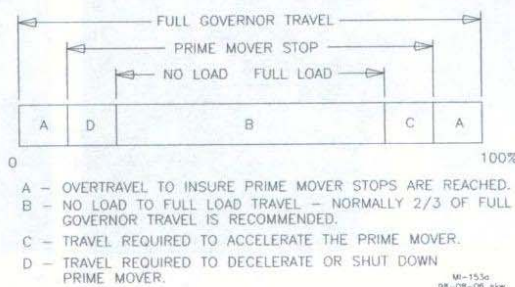 FULL GOVERNOR TRAVEL
PRIME MOVER STOP
NO LOAD FULL LOAD
A D B C A
0 100%
A – OVERTRAVEL TO INSURE PRIME MOVER STOPS ARE REACHED.
B – NO LOAD TO FULL LOAD TRAVEL – NORMALLY 2/3 OF FULL
GOVERNOR TRAVEL IS RECOMMENDED.
C – TRAVEL REQUIRED TO ACCELERATE THE PRIME MOVER.
D – TRAVEL REQUIRED TO DECELERATE OR SHUT DOWN
PRIME MOVER.
MI-153a